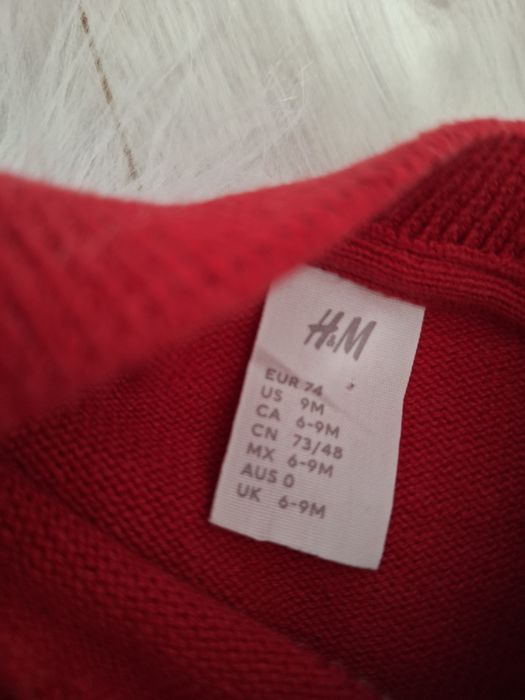 H&M
EUR 74
US 9M
CA 6-9M
CN 73/48
MX 6-9M
AUS 0
UK 6-9M